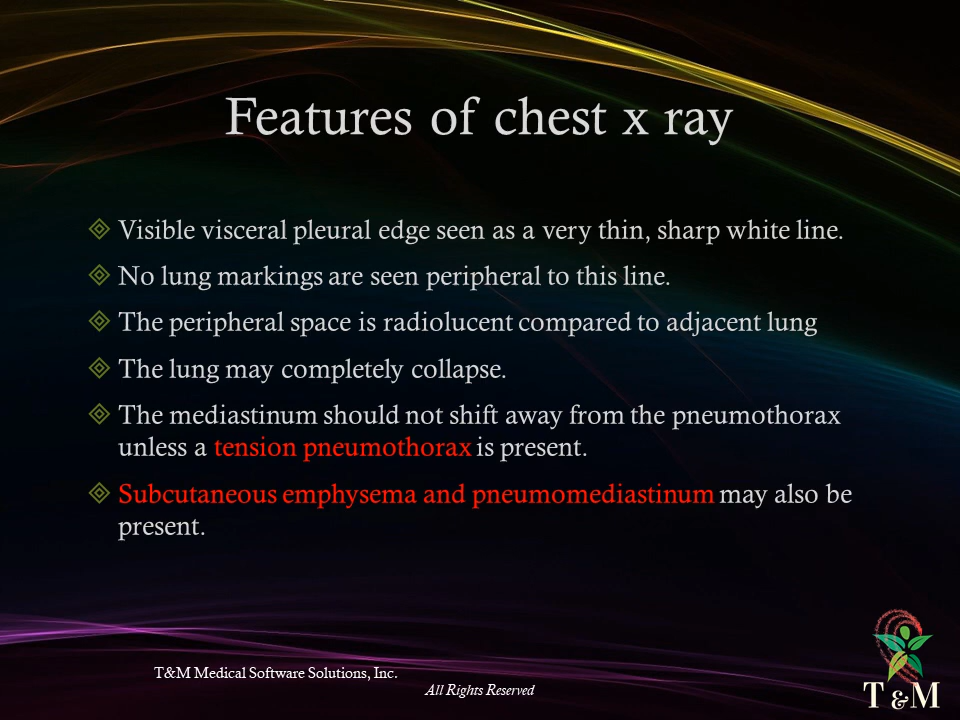 Features of chest x ray
Visible visceral pleural edge seen as a very thin, sharp white line.
No lung markings are seen peripheral to this line.
The peripheral space is radiolucent compared to adjacent lung
The lung may completely collapse.
The mediastinum should not shift away from the pneumothorax
unless a tension pneumothorax is present.
Subcutaneous emphysema and pneumomediastinum may also be
present.
T&M Medical Software Solutions, Inc.
All Rights Reserved
T & M